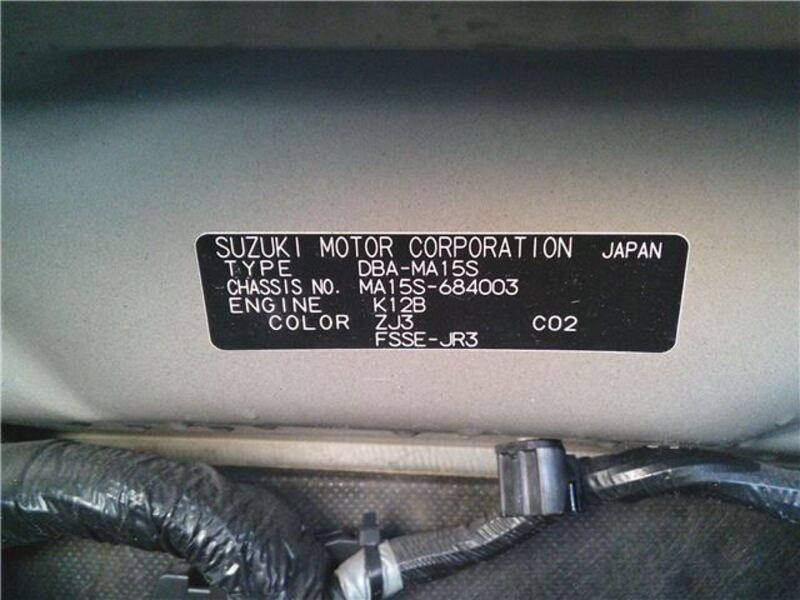 SUZUKI MOTOR CORPORATION JAPAN
TYPE DBA-MA15S
CHASSIS NO. MA15S-684003
ENGINE K12B
COLOR ZJ3 C02
FSSE-JR3